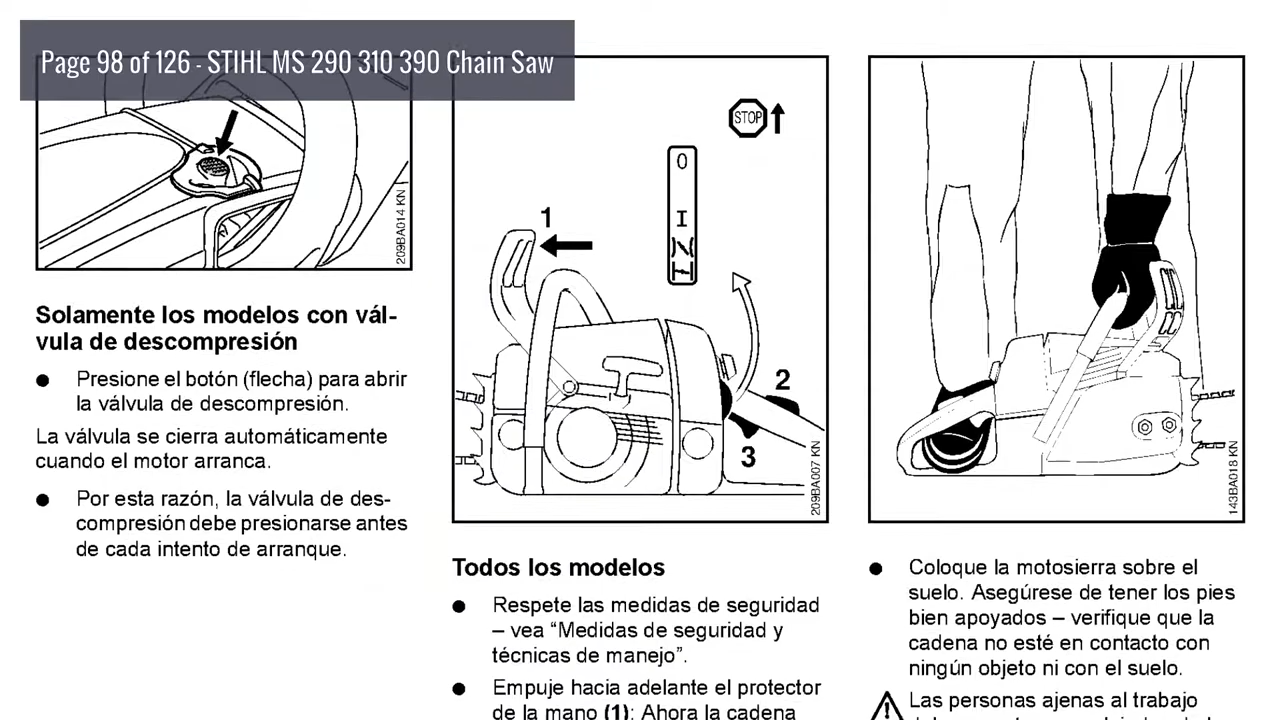 Page 98 of 126 - STIHL MS 290 310 390 Chain Saw
209BA014 KN
Solamente los modelos con vál-
vula de descompresión
● Presione el botón (flecha) para abrir
la válvula de descompresión.
La válvula se cierra automáticamente
cuando el motor arranca.
● Por esta razón, la válvula de des-
compresión debe presionarse antes
de cada intento de arranque.
STOP
0
I
1
2
3
209BA007 KN
Todos los modelos
● Respete las medidas de seguridad
– vea “Medidas de seguridad y
técnicas de manejo”.
● Empuje hacia adelante el protector
de la mano (1): Ahora la cadena
143BA018 KN
● Coloque la motosierra sobre el
suelo. Asegúrese de tener los pies
bien apoyados – verifique que la
cadena no esté en contacto con
ningún objeto ni con el suelo.
Las personas ajenas al trabajo